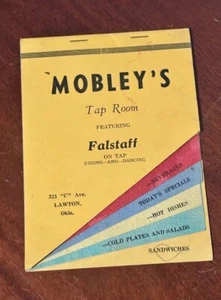 MOBLEY'S
Tap Room
FEATURING
Falstaff
ON TAP
DINING—AND—DANCING
321 "C" Ave.
LAWTON,
Okla.
—BEVERAGES
TODAY'S SPECIALS
—HOT DISHES
—COLD PLATES AND SALADS
SANDWICHES